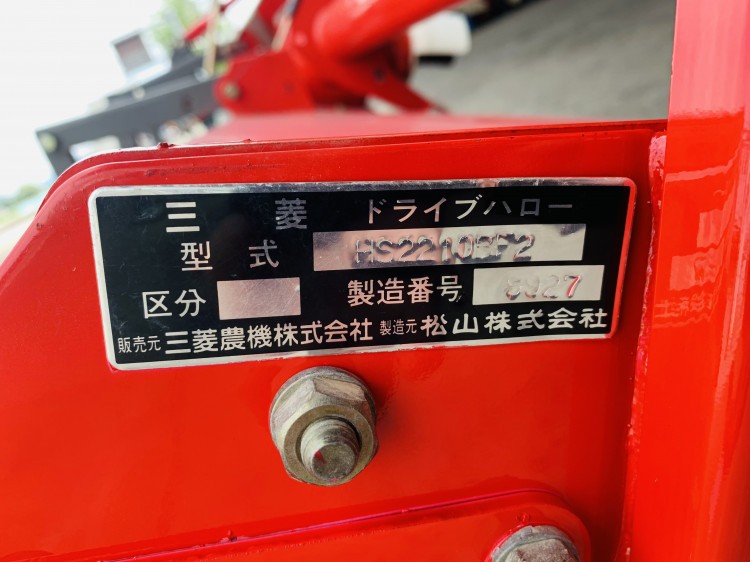 三菱 ドライブハロー
型式 HS2210BF2
区分 製造番号
販売元 三菱農機株式会社 製造元 松山株式会社